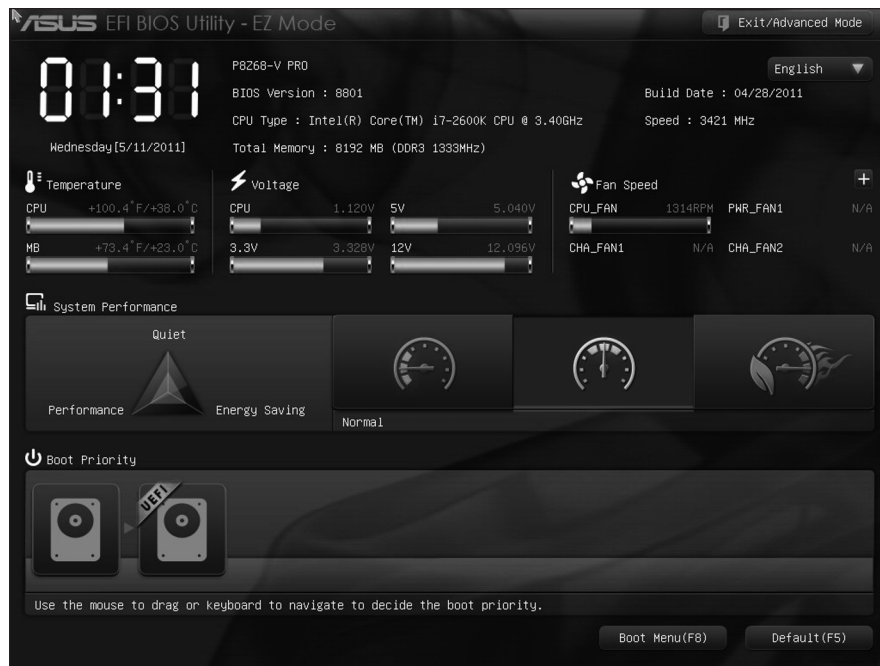 ASUS EFI BIOS Utility - EZ Mode
Exit/Advanced Mode
01:31
Wednesday[5/11/2011]
P8Z68-V PRO
English
BIOS Version : 8801
Build Date : 04/28/2011
CPU Type : Intel(R) Core(TM) i7-2600K CPU @ 3.40GHz
Speed : 3421 MHz
Total Memory : 8192 MB (DDR3 1333MHz)
Temperature
CPU +100.4°F/+38.0°C
MB +73.4°F/+23.0°C
Voltage
CPU 1.120V 5V 5.040V
3.3V 3.328V 12V 12.096V
Fan Speed
CPU_FAN 1314RPM PWR_FAN1 N/A
CHA_FAN1 N/A CHA_FAN2 N/A
System Performance
Quiet
Performance
Energy Saving
Normal
Boot Priority
UEFI
Use the mouse to drag or keyboard to navigate to decide the boot priority.
Boot Menu(F8)
Default(F5)